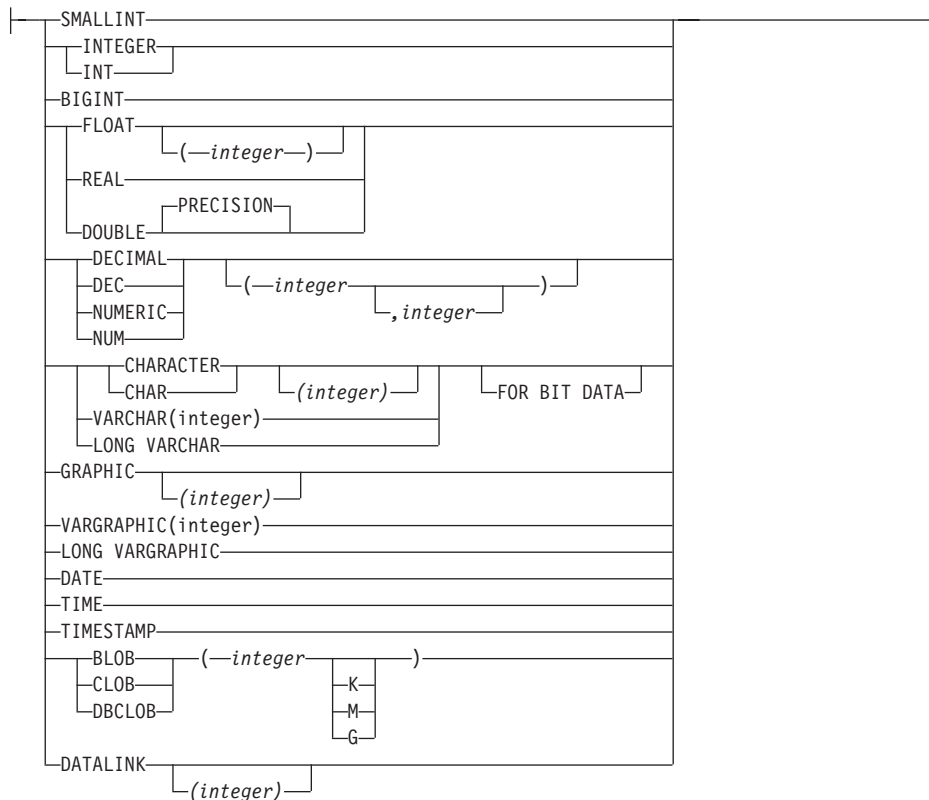 SMALLINT
INTEGER
INT
BIGINT
FLOAT
( integer )
REAL
PRECISION
DOUBLE
DECIMAL
DEC ( integer )
NUMERIC ,integer
NUM
CHARACTER
CHAR (integer) FOR BIT DATA
VARCHAR(integer)
LONG VARCHAR
GRAPHIC
(integer)
VARGRAPHIC(integer)
LONG VARGRAPHIC
DATE
TIME
TIMESTAMP
BLOB ( integer )
CLOB K
DBCLOB M
G
DATALINK
(integer)